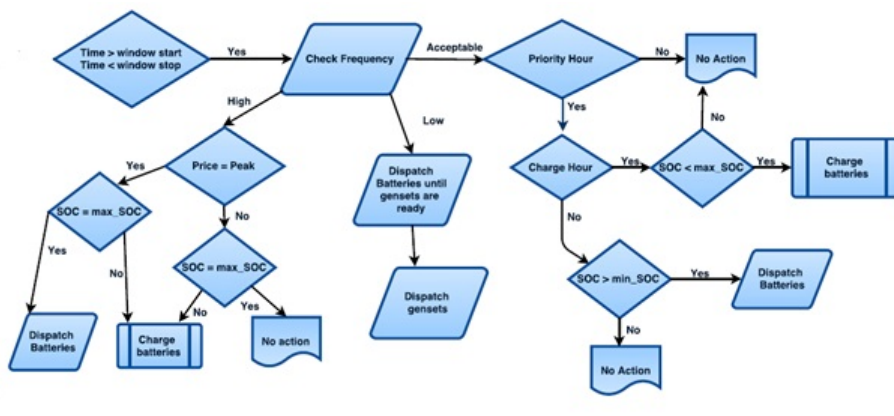 Time > window start
Time < window stop
Yes
Check Frequency
Acceptable
Priority Hour
No
No Action
High
Low
Yes
No
Yes
Price = Peak
Dispatch
Batteries until
gensets are
ready
Charge Hour
Yes
SOC < max_SOC
Yes
Charge
batteries
SOC = max_SOC
No
No
Yes
No
SOC = max_SOC
SOC > min_SOC
Yes
Dispatch
Batteries
No
Yes
Dispatch
gensets
Dispatch
Batteries
Charge
batteries
No action
No
No Action